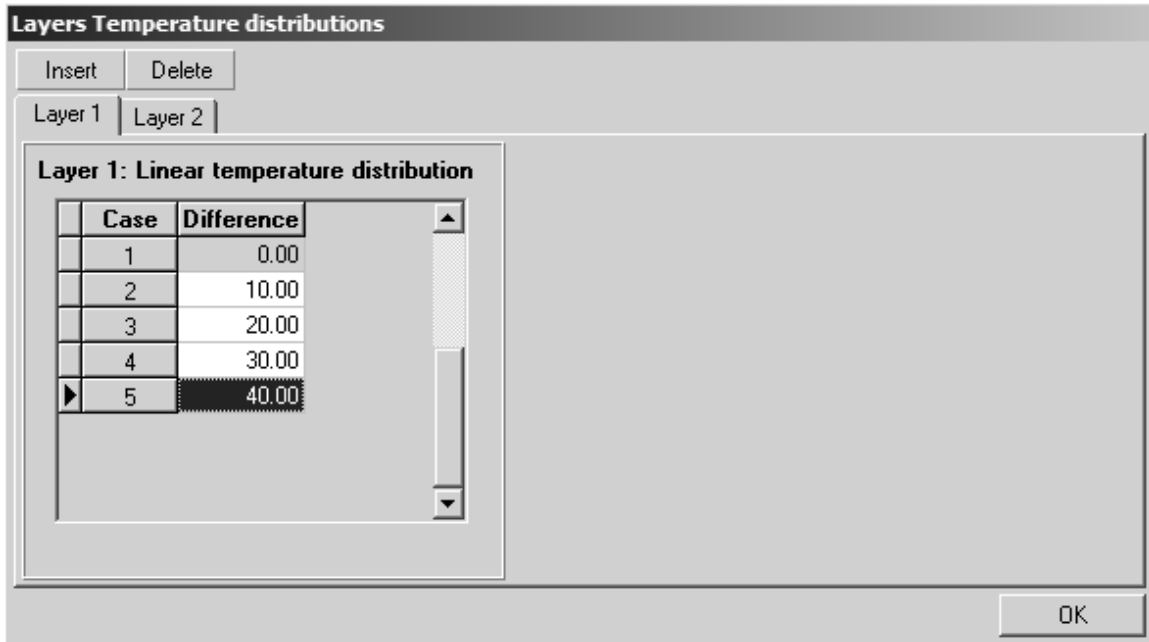 Layers Temperature distributions
Insert Delete
Layer 1 Layer 2
Layer 1: Linear temperature distribution
Case Difference
1 0.00
2 10.00
3 20.00
4 30.00
5 40.00
OK